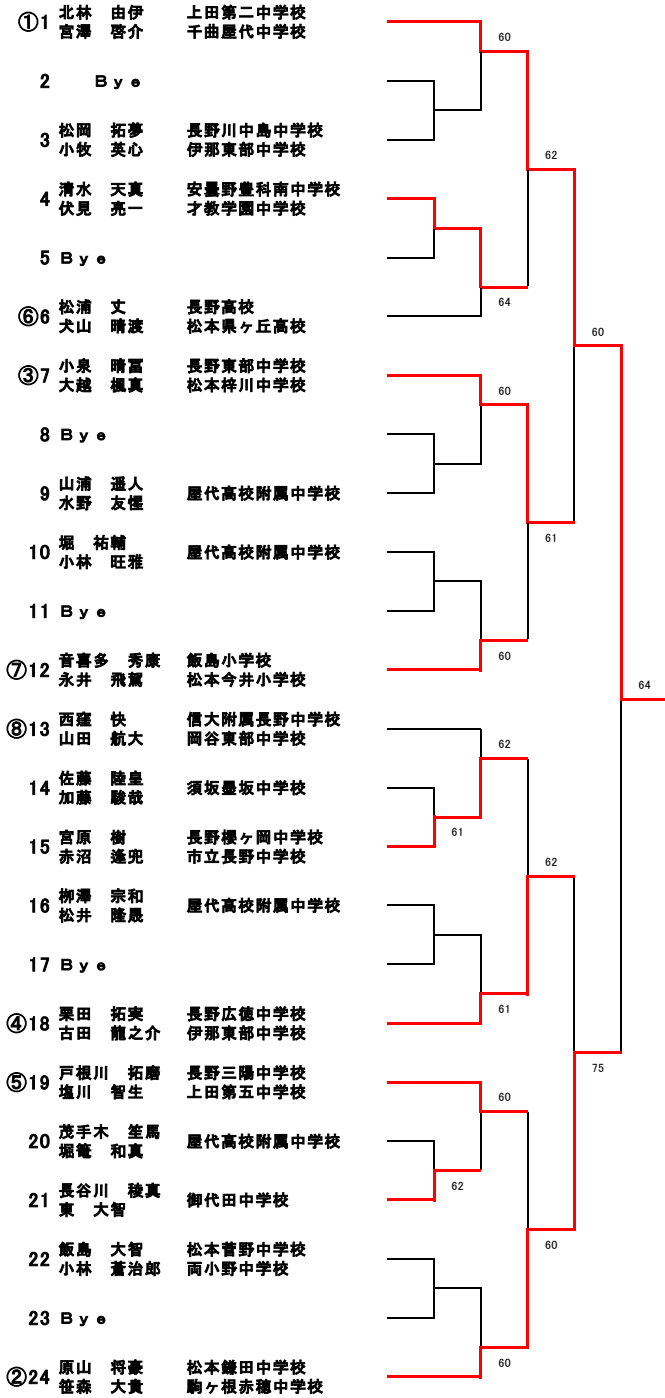 ①1 北林　由伊　上田第二中学校
宮澤　啓介　千曲屋代中学校
60
2 Bye
3 松岡　拓夢　長野川中島中学校
小牧　英心　伊那東部中学校
62
4 清水　天真　安曇野豊科南中学校
伏見　亮一　才教学園中学校
5 Bye
64
⑥6 松浦　丈　長野高校
犬山　晴渡　松本県ヶ丘高校
60
③7 小泉　晴冨　長野東部中学校
大越　楓真　松本梓川中学校
60
8 Bye
9 山浦　遥人　屋代高校附属中学校
水野　友惺
61
10 堀　祐輔　屋代高校附属中学校
小林　旺雅
11 Bye
60
⑦12 音喜多　秀康　飯島小学校
永井　飛駕　松本今井小学校
64
⑧13 西窪　快　信大附属長野中学校
山田　航大　岡谷東部中学校
62
14 佐藤　陸皇　須坂墨坂中学校
加藤　駿哉
61
15 宮原　樹　長野櫻ヶ岡中学校
赤沼　逢兜　市立長野中学校
62
16 柳澤　宗和　屋代高校附属中学校
松井　隆晟
17 Bye
61
④18 栗田　拓実　長野広徳中学校
古田　龍之介　伊那東部中学校
75
⑤19 戸根川　拓磨　長野三陽中学校
塩川　智生　上田第五中学校
60
20 茂手木　笙馬　屋代高校附属中学校
堀篭　和真
62
21 長谷川　稜真　御代田中学校
東　大智
60
22 飯島　大智　松本菅野中学校
小林　蒼治郎　両小野中学校
23 Bye
60
②24 原山　将豪　松本鎌田中学校
笹森　大貴　駒ヶ根赤穂中学校